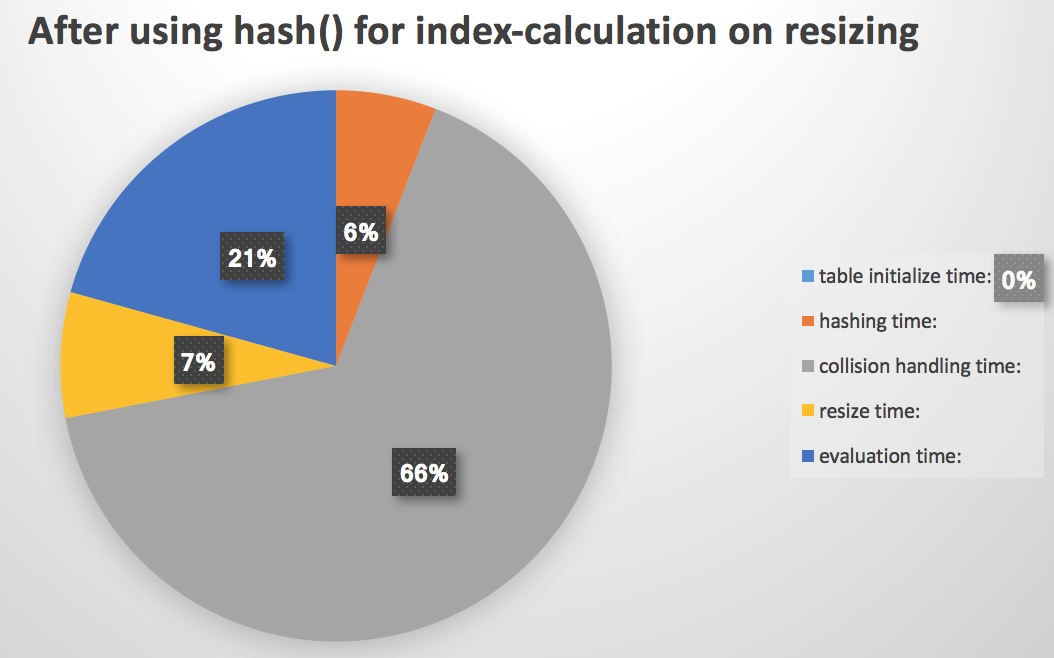 After using hash() for index-calculation on resizing
6%
21%
7%
66%
table initialize time: 0%
hashing time:
collision handling time:
resize time:
evaluation time: